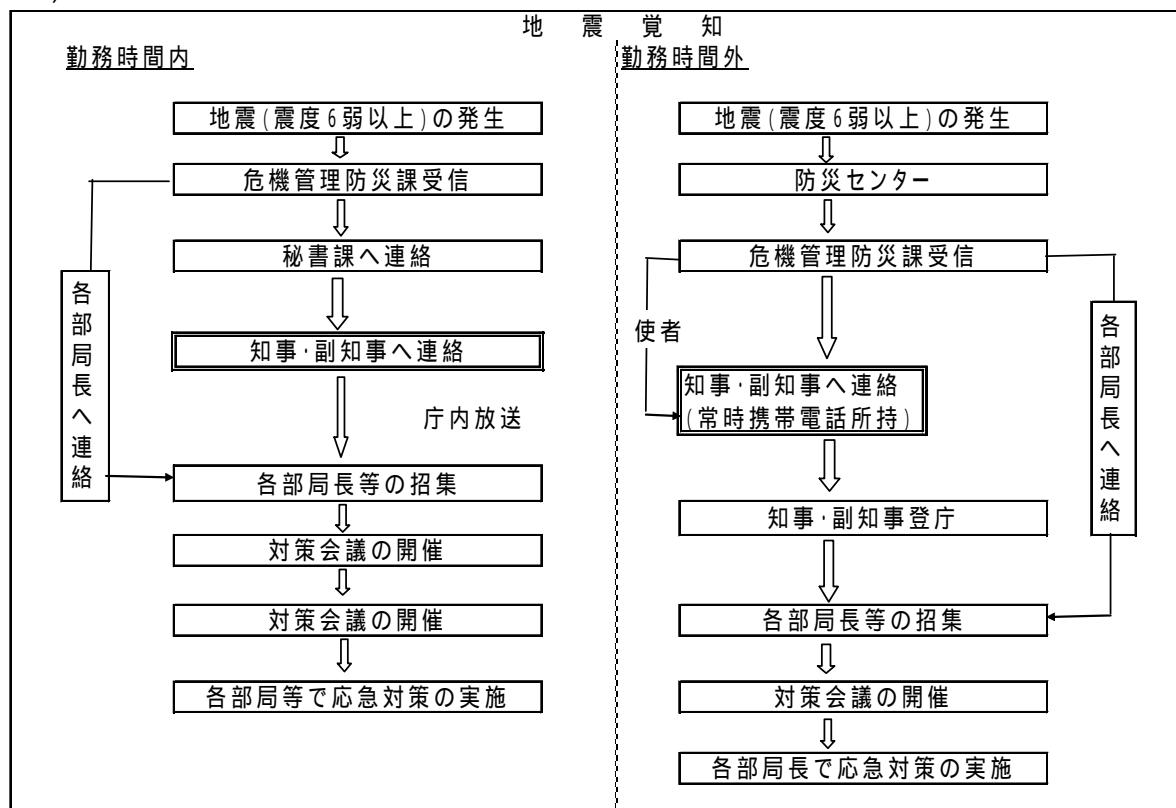 地震覚知
勤務時間内
地震(震度6弱以上)の発生
危機管理防災課受信
秘書課へ連絡
各部局長へ連絡
知事･副知事へ連絡
庁内放送
各部局長等の招集
対策会議の開催
対策会議の開催
各部局等で応急対策の実施
勤務時間外
地震(震度6弱以上)の発生
防災センター
危機管理防災課受信
使者
各部局長へ連絡
知事･副知事へ連絡
(常時携帯電話所持)
知事･副知事登庁
各部局長等の招集
対策会議の開催
各部局長で応急対策の実施